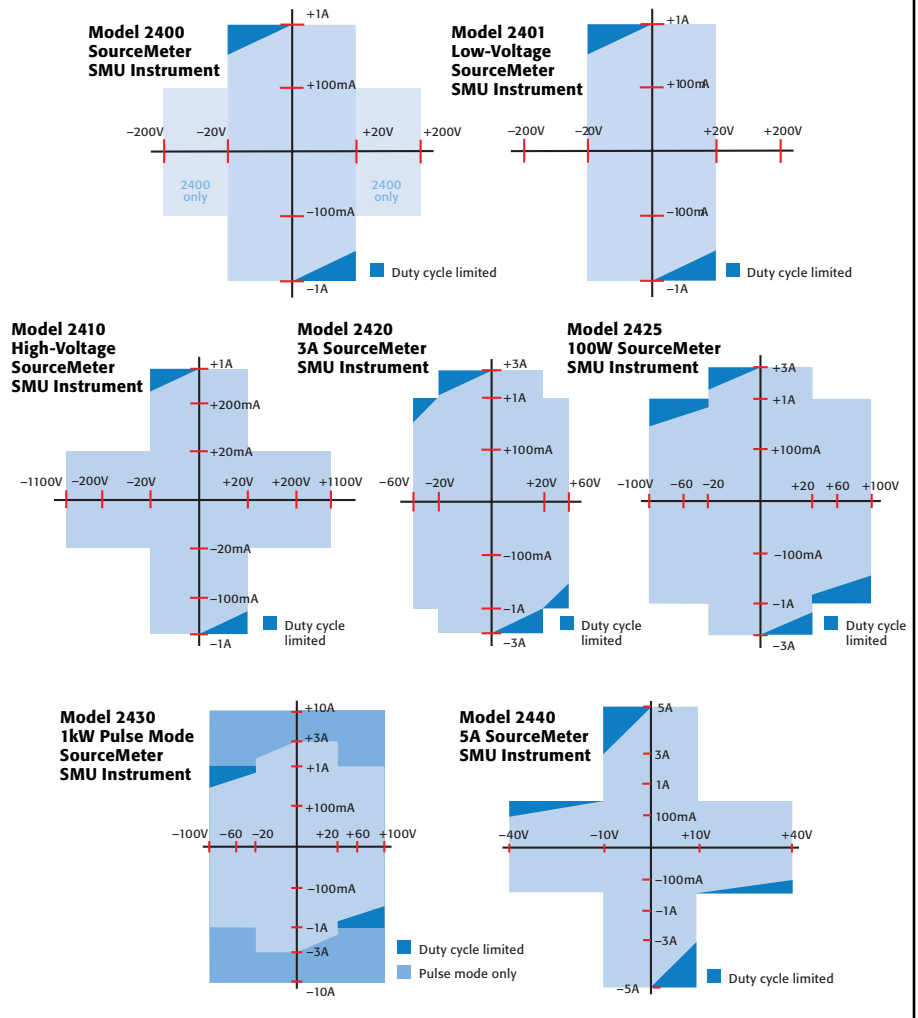 Model 2400
SourceMeter
SMU Instrument
+1A
+100mA
−200V
−20V
+20V
+200V
2400
only
2400
only
−100mA
−1A
Duty cycle limited
Model 2401
Low-Voltage
SourceMeter
SMU Instrument
+1A
+100mA
−200V
−20V
+20V
+200V
−100mA
−1A
Duty cycle limited
Model 2410
High-Voltage
SourceMeter
SMU Instrument
+1A
+200mA
+20mA
−1100V
−200V
−20V
+20V
+200V
+1100V
−20mA
−100mA
−1A
Duty cycle
limited
Model 2420
3A SourceMeter
SMU Instrument
+3A
+1A
+100mA
−60V
−20V
+20V
+60V
−100mA
−1A
−3A
Duty cycle
limited
Model 2425
100W SourceMeter
SMU Instrument
+3A
+1A
+100mA
−100V
−60
−20
+20
+60
+100V
−100mA
−1A
−3A
Duty cycle
limited
Model 2430
1kW Pulse Mode
SourceMeter
SMU Instrument
+10A
+3A
+1A
+100mA
−100V
−60
−20
+20
+60
+100V
−100mA
−1A
−3A
−10A
Duty cycle limited
Pulse mode only
Model 2440
5A SourceMeter
SMU Instrument
5A
3A
1A
100mA
−40V
−10V
+10V
+40V
−100mA
−1A
−3A
−5A
Duty cycle limited